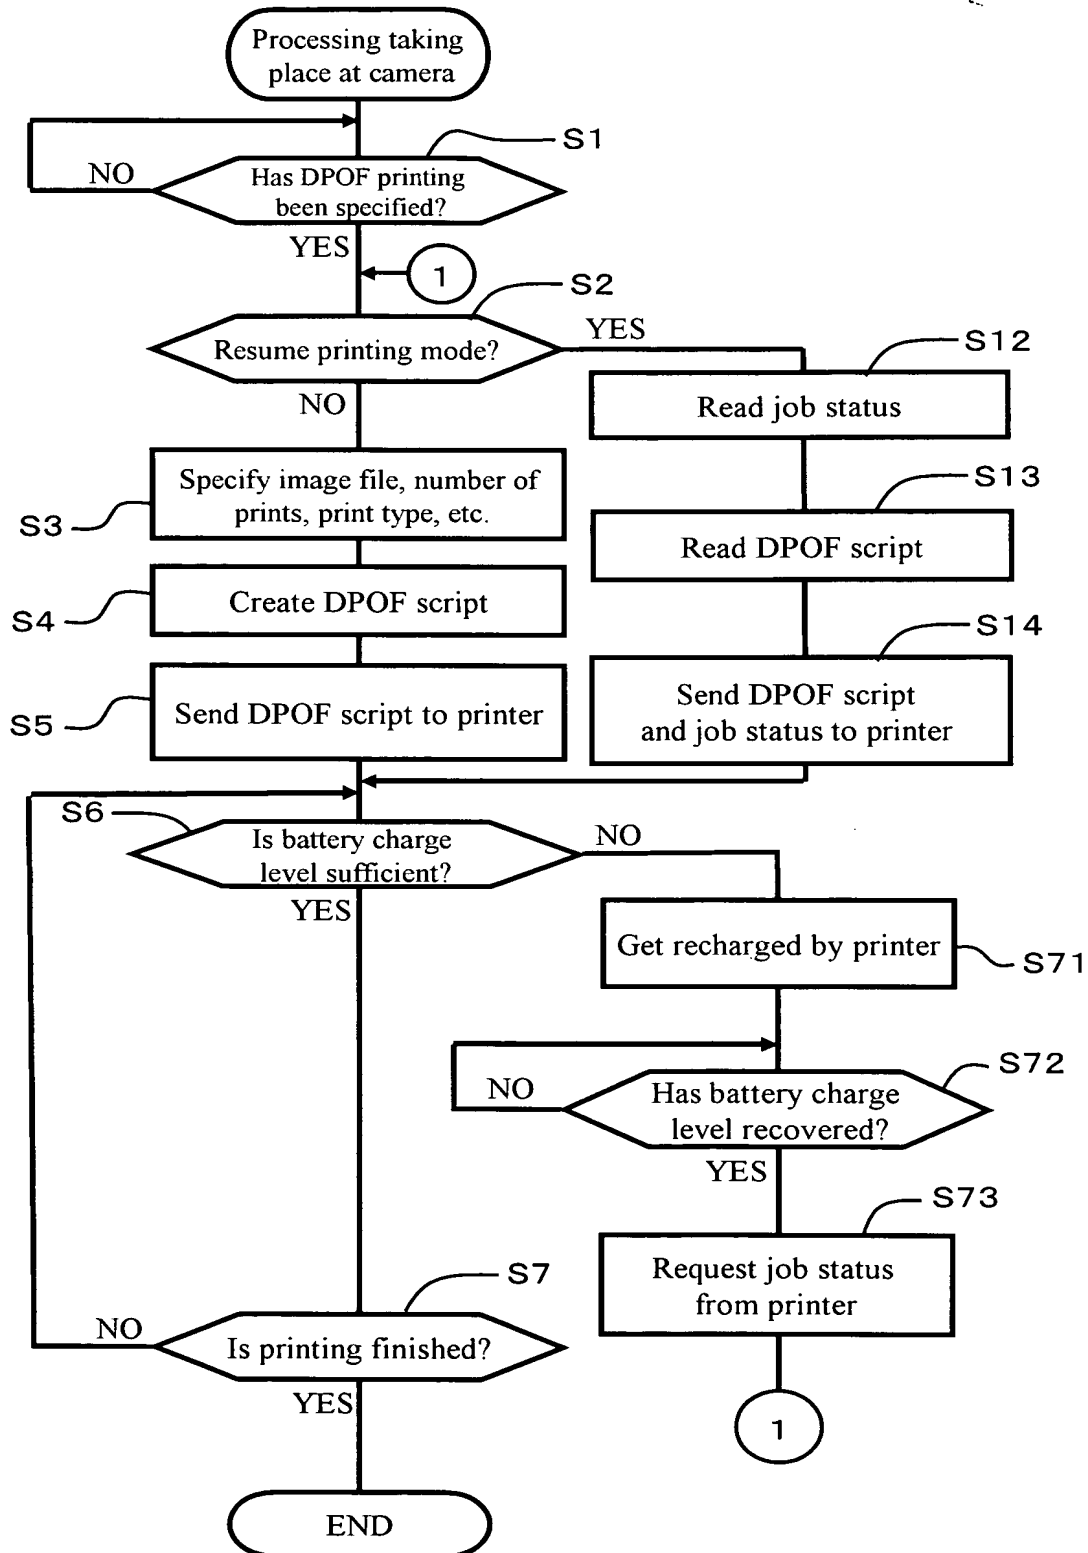 Processing taking
place at camera
S1
NO
Has DPOF printing
been specified?
YES
1
S2
Resume printing mode?
YES
NO
S12
Read job status
Specify image file, number of
prints, print type, etc.
S3
S13
Read DPOF script
Create DPOF script
S4
S14
Send DPOF script
and job status to printer
Send DPOF script to printer
S5
S6
Is battery charge
level sufficient?
NO
YES
Get recharged by printer
S71
S72
NO
Has battery charge
level recovered?
YES
S73
Request job status
from printer
S7
NO
Is printing finished?
YES
1
END